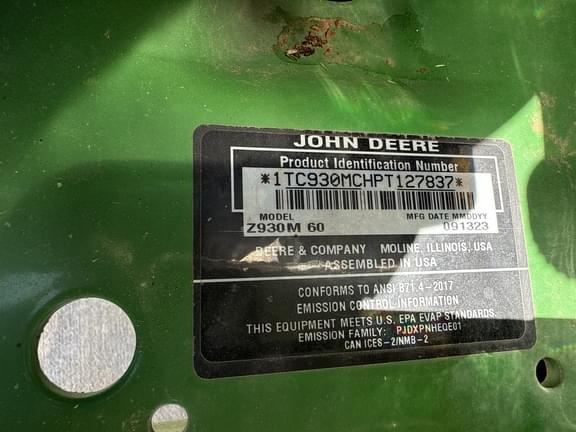 JOHN DEERE
Product Identification Number
*1TC930MCHPT127837*
MODEL MFG DATE MMDDYY
Z930M 60 091323
DEERE & COMPANY MOLINE, ILLINOIS, USA
ASSEMBLED IN USA
CONFORMS TO ANSI B71.4-2017
EMISSION CONTROL INFORMATION
THIS EQUIPMENT MEETS U.S. EPA EVAP STANDARDS.
EMISSION FAMILY: PJDXPNHEQE01
CAN ICES-2/NMB-2